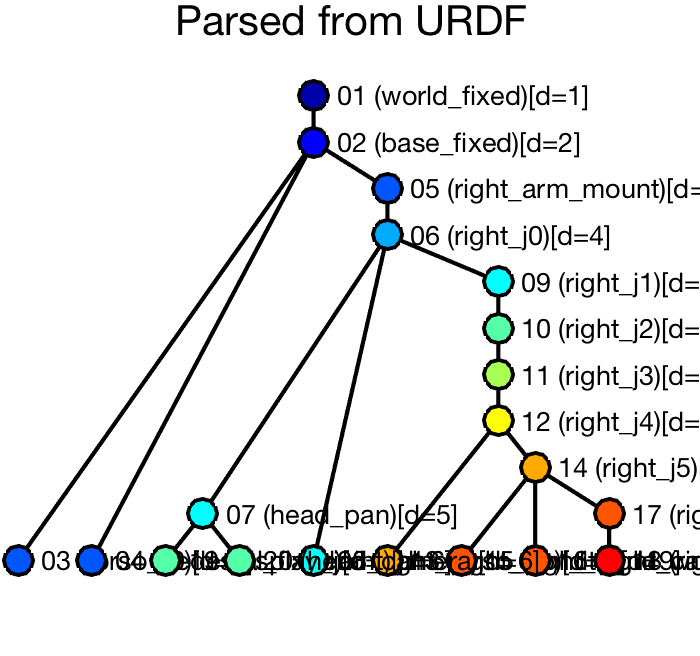 Parsed from URDF
01 (world_fixed)[d=1]
02 (base_fixed)[d=2]
05 (right_arm_mount)[d=
06 (right_j0)[d=4]
09 (right_j1)[d=
10 (right_j2)[d=
11 (right_j3)[d=
12 (right_j4)[d=
14 (right_j5)
07 (head_pan)[d=5]
17 (rig
03